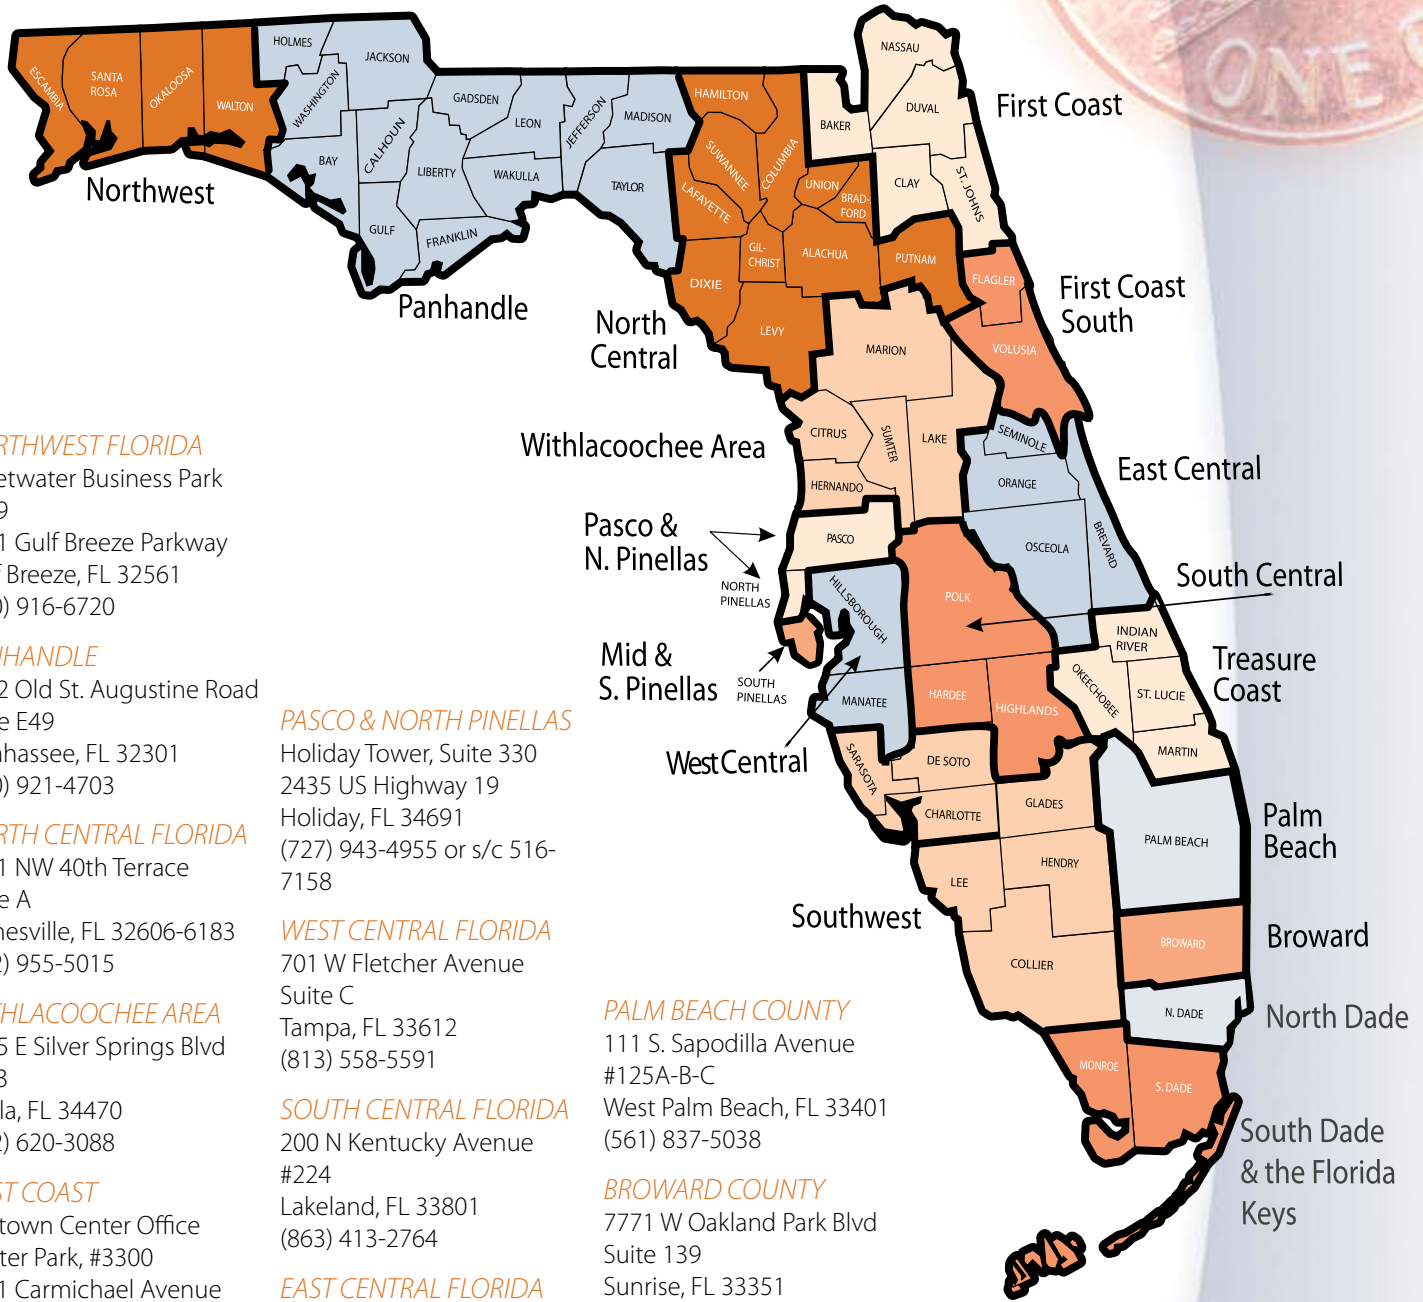 ONE
HOLMES
JACKSON
NASSAU
ESCAMBIA
SANTA
ROSA
OKALOOSA
WALTON
WASHINGTON
GADSDEN
LEON
JEFFERSON
MADISON
HAMILTON
BAKER
DUVAL
First Coast
BAY
CALHOUN
LIBERTY
WAKULLA
TAYLOR
SUWANNEE
COLUMBIA
LAFAYETTE
UNION
BRAD-
FORD
CLAY
ST. JOHNS
Northwest
GULF
FRANKLIN
GIL-
CHRIST
ALACHUA
PUTNAM
DIXIE
FLAGLER
Panhandle
LEVY
VOLUSIA
First Coast
South
North
Central
MARION
Withlacoochee Area
CITRUS
SUMTER
LAKE
SEMINOLE
East Central
HERNANDO
ORANGE
BREVARD
Pasco &
N. Pinellas
PASCO
OSCEOLA
NORTH
PINELLAS
HILLSBOROUGH
POLK
South Central
Mid &
S. Pinellas
SOUTH
PINELLAS
MANATEE
HARDEE
HIGHLANDS
OKEECHOBEE
INDIAN
RIVER
ST. LUCIE
Treasure
Coast
West Central
SARASOTA
DE SOTO
MARTIN
CHARLOTTE
GLADES
PALM BEACH
Palm
Beach
LEE
HENDRY
Southwest
COLLIER
BROWARD
Broward
N. DADE
North Dade
MONROE
S. DADE
South Dade
& the Florida
Keys
RTHWEST FLORIDA
etwater Business Park
9
1 Gulf Breeze Parkway
f Breeze, FL 32561
0) 916-6720
NHANDLE
2 Old St. Augustine Road
e E49
ahassee, FL 32301
0) 921-4703
RTH CENTRAL FLORIDA
1 NW 40th Terrace
e A
nesville, FL 32606-6183
2) 955-5015
THLACOOCHEE AREA
5 E Silver Springs Blvd
3
la, FL 34470
2) 620-3088
ST COAST
town Center Office
ter Park, #3300
1 Carmichael Avenue
PASCO & NORTH PINELLAS
Holiday Tower, Suite 330
2435 US Highway 19
Holiday, FL 34691
(727) 943-4955 or s/c 516-
7158
WEST CENTRAL FLORIDA
701 W Fletcher Avenue
Suite C
Tampa, FL 33612
(813) 558-5591
SOUTH CENTRAL FLORIDA
200 N Kentucky Avenue
#224
Lakeland, FL 33801
(863) 413-2764
EAST CENTRAL FLORIDA
PALM BEACH COUNTY
111 S. Sapodilla Avenue
#125A-B-C
West Palm Beach, FL 33401
(561) 837-5038
BROWARD COUNTY
7771 W Oakland Park Blvd
Suite 139
Sunrise, FL 33351